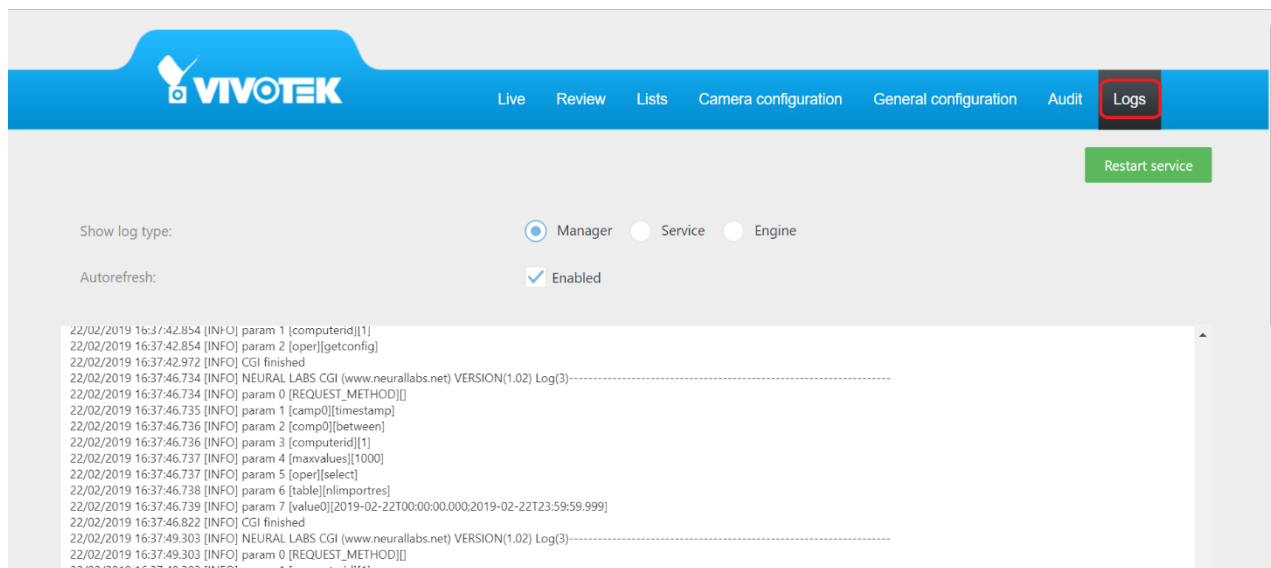 VIVOTEK
Live Review Lists Camera configuration General configuration Audit Logs
Restart service
Show log type: Manager Service Engine
Autorefresh: Enabled
22/02/2019 16:37:42.854 [INFO] param 1 [computerid][1]
22/02/2019 16:37:42.854 [INFO] param 2 [oper][getconfig]
22/02/2019 16:37:42.972 [INFO] CGI finished
22/02/2019 16:37:46.734 [INFO] NEURAL LABS CGI (www.neurallabs.net) VERSION(1.02) Log(3)--------------------------------------------------------------------
22/02/2019 16:37:46.734 [INFO] param 0 [REQUEST_METHOD][]
22/02/2019 16:37:46.735 [INFO] param 1 [camp0][timestamp]
22/02/2019 16:37:46.736 [INFO] param 2 [comp0][between]
22/02/2019 16:37:46.736 [INFO] param 3 [computerid][1]
22/02/2019 16:37:46.737 [INFO] param 4 [maxvalues][1000]
22/02/2019 16:37:46.737 [INFO] param 5 [oper][select]
22/02/2019 16:37:46.738 [INFO] param 6 [table][nlimportres]
22/02/2019 16:37:46.739 [INFO] param 7 [value0][2019-02-22T00:00:00.000;2019-02-22T23:59:59.999]
22/02/2019 16:37:46.822 [INFO] CGI finished
22/02/2019 16:37:49.303 [INFO] NEURAL LABS CGI (www.neurallabs.net) VERSION(1.02) Log(3)--------------------------------------------------------------------
22/02/2019 16:37:49.303 [INFO] param 0 [REQUEST_METHOD][]